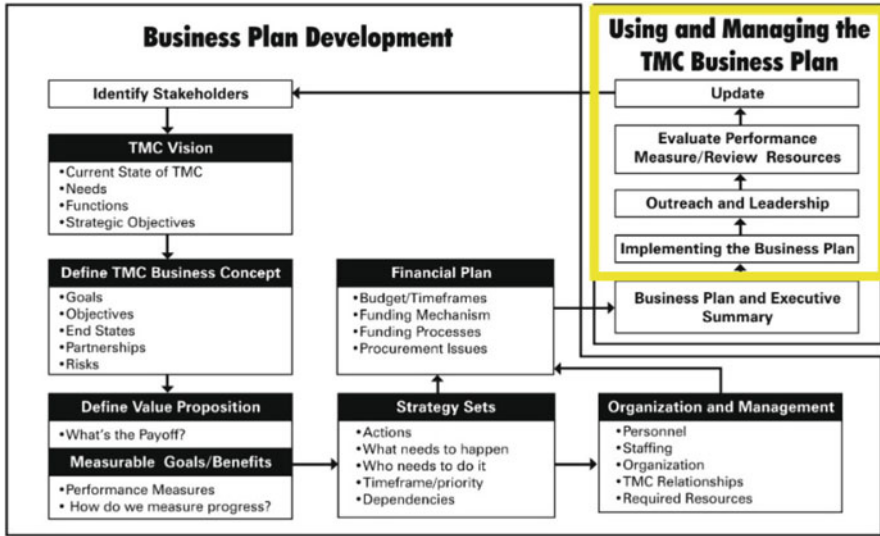 Business Plan Development
Identify Stakeholders
TMC Vision
•Current State of TMC
•Needs
•Functions
•Strategic Objectives
Define TMC Business Concept
•Goals
•Objectives
•End States
•Partnerships
•Risks
Define Value Proposition
•What's the Payoff?
Measurable Goals/Benefits
•Performance Measures
• How do we measure progress?
Financial Plan
•Budget/Timeframes
•Funding Mechanism
•Funding Processes
•Procurement Issues
Strategy Sets
•Actions
•What needs to happen
•Who needs to do it
•Timeframe/priority
•Dependencies
Organization and Management
•Personnel
•Staffing
•Organization
•TMC Relationships
•Required Resources
Using and Managing the
TMC Business Plan
Update
Evaluate Performance
Measure/Review Resources
Outreach and Leadership
Implementing the Business Plan
Business Plan and Executive
Summary